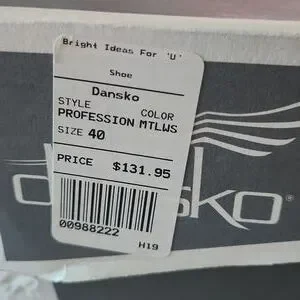 Bright Ideas For 'U'
Shoe
Dansko
STYLE COLOR
PROFESSION MTLWS
SIZE 40
PRICE $131.95
00988222
H19
dansko®